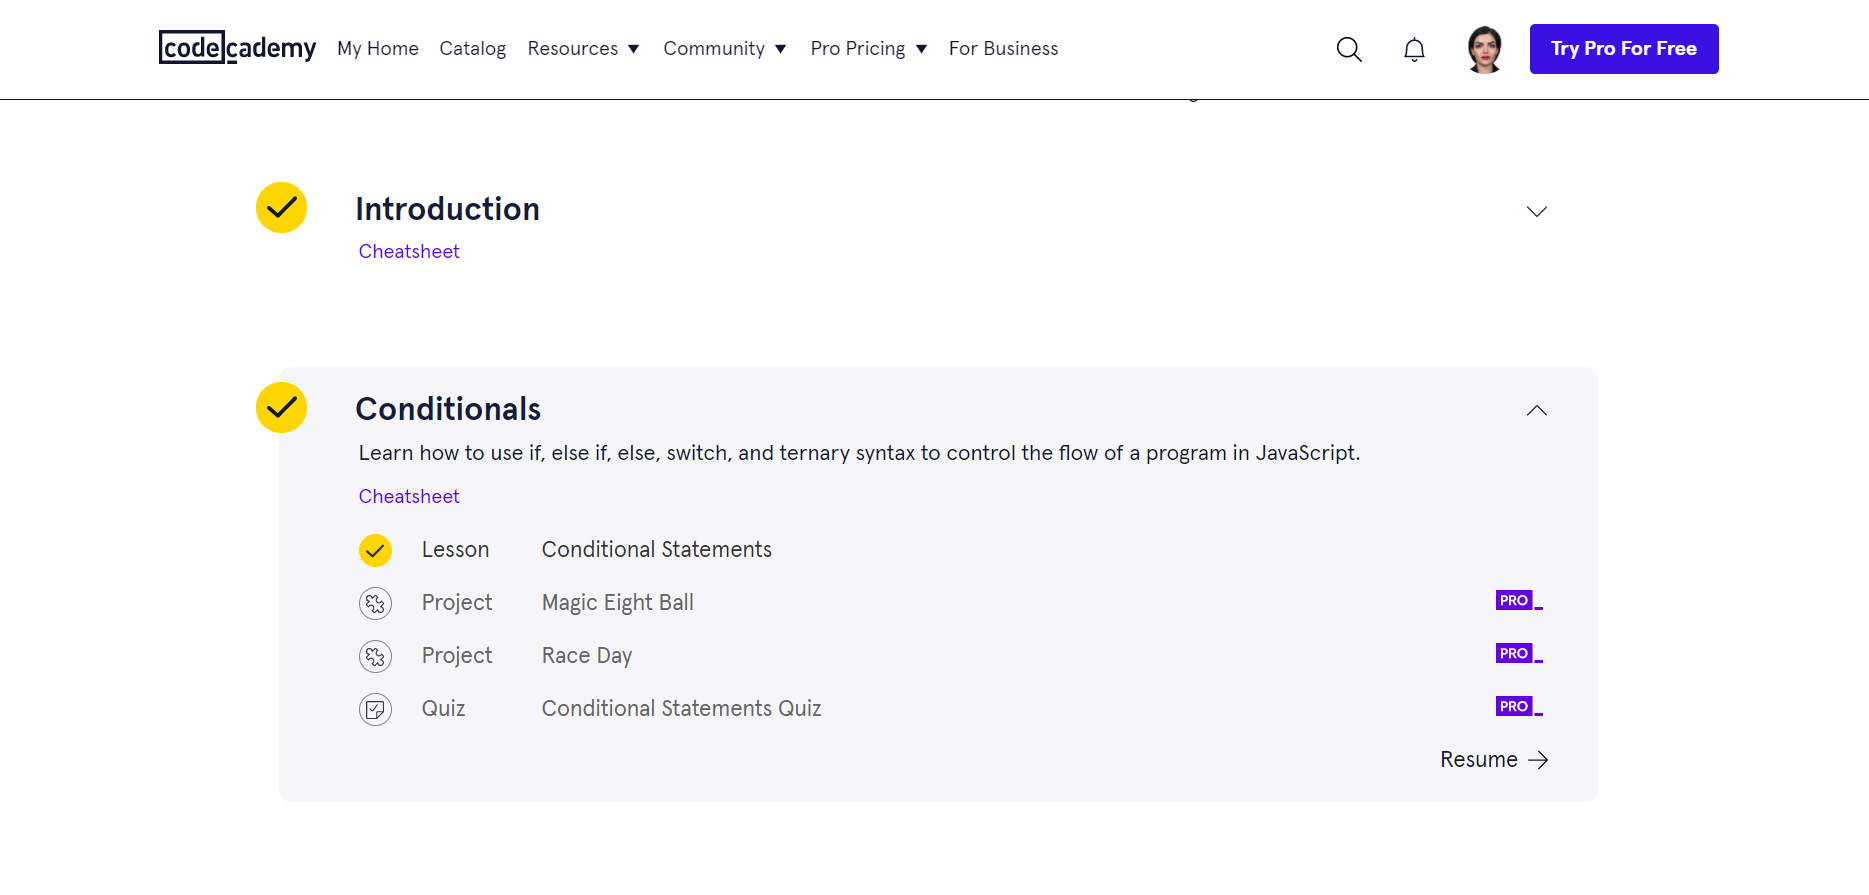 codecademy My Home Catalog Resources Community Pro Pricing For Business Try Pro For Free
Introduction
Cheatsheet
Conditionals
Learn how to use if, else if, else, switch, and ternary syntax to control the flow of a program in JavaScript.
Cheatsheet
Lesson Conditional Statements
Project Magic Eight Ball PRO
Project Race Day PRO
Quiz Conditional Statements Quiz PRO
Resume